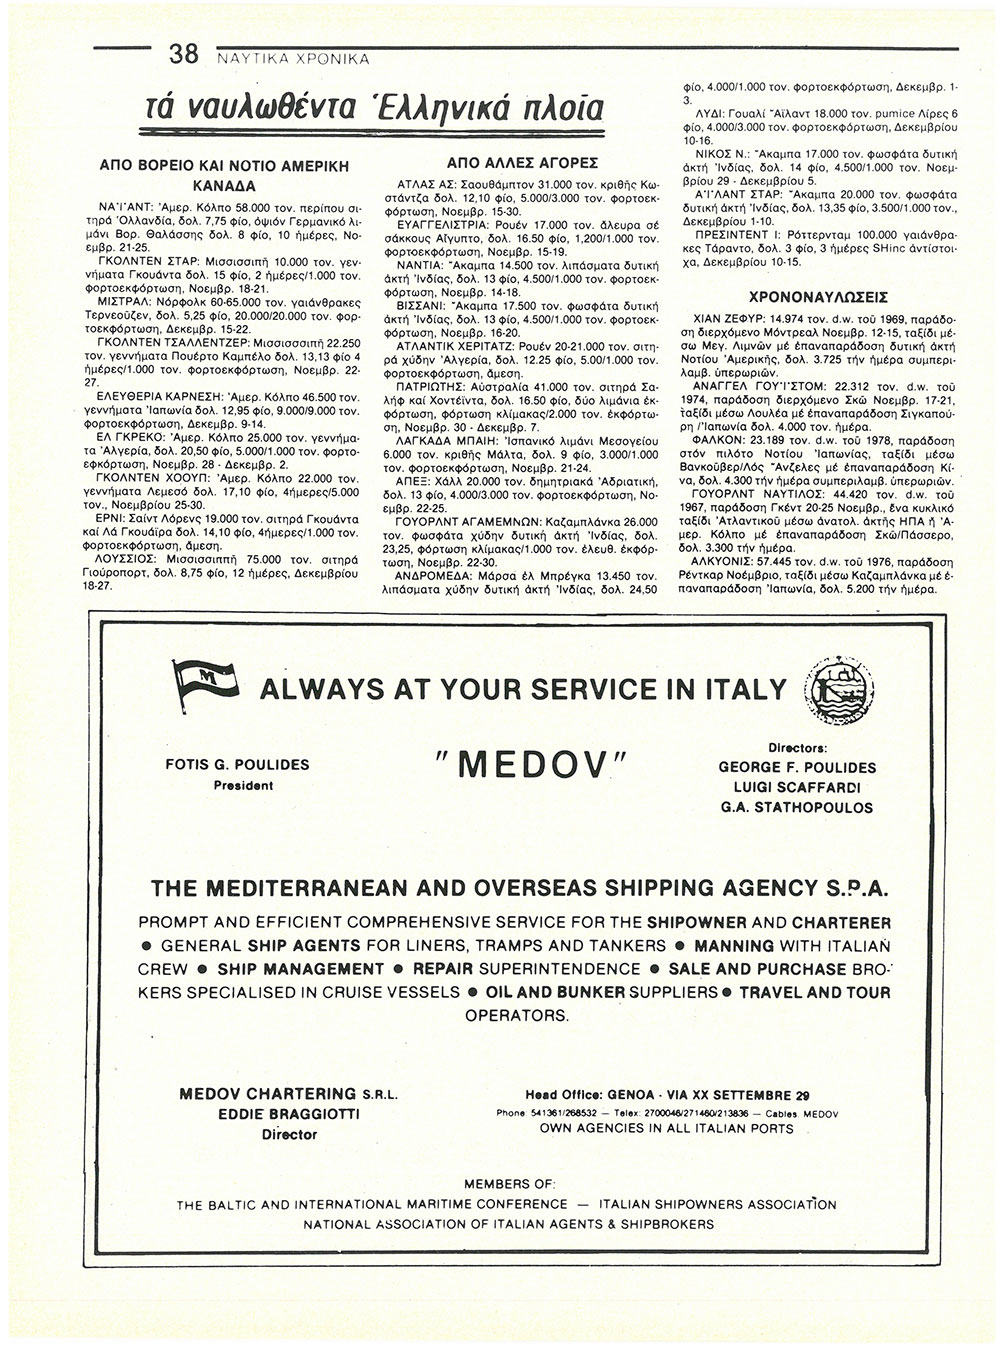 38 ΝΑΥΤΙΚΑ ΧΡΟΝΙΚΑ
τά ναυλωθέντα Ἑλληνικά πλοῖα
ΑΠΟ ΒΟΡΕΙΟ ΚΑΙ ΝΟΤΙΟ ΑΜΕΡΙΚΗ
ΚΑΝΑΔΑ
ΝΑ'Ι'ΑΝΤ: 'Αμερ. Κόλπο 58.000 τον. περίπου σι-
τηρά 'Ολλανδία, δολ. 7,75 φίο, ὀψιόν Γερμανικό λι-
μάνι Βορ. Θαλάσσης δολ. 8 φίο, 10 ἡμέρες, Νο-
εμβρ. 21-25.
ΓΚΟΛΝΤΕΝ ΣΤΑΡ: Μισσισσιπή 10.000 τον. γεν-
νήματα Γκουάντα δολ. 15 φίο, 2 ἡμέρες/1.000 τον.
φορτοεκφόρτωση, Νοεμβρ. 18-21.
ΜΙΣΤΡΑΛ: Νόρφολκ 60-65.000 τον. γαιάνθρακες
Τερνεοῦζεν, δολ. 5,25 φίο, 20.000/20.000 τον. φορ-
τοεκφόρτωση, Δεκεμβρ. 15-22.
ΓΚΟΛΝΤΕΝ ΤΣΑΛΛΕΝΤΖΕΡ: Μισσισσιπή 22.250
τον. γεννήματα Πουέρτο Καμπέλο δολ. 13,13 φίο 4
ἡμέρες/1.000 τον. φορτοεκφόρτωση, Νοεμβρ. 22-
27.
ΕΛΕΥΘΕΡΙΑ ΚΑΡΝΕΣΗ: 'Αμερ. Κόλπο 46.500 τον.
γεννήματα 'Ιαπωνία δολ. 12,95 φίο, 9.000/9.000 τον.
φορτοεκφόρτωση, Δεκεμβρ. 9-14.
ΕΛ ΓΚΡΕΚΟ: 'Αμερ. Κόλπο 25.000 τον. γεννήμα-
τα 'Αλγερία, δολ. 20,50 φίο, 5.000/1.000 τον. φορτο-
εφκόρτωση, Νοεμβρ. 28 - Δεκεμβρ. 2.
ΓΚΟΛΝΤΕΝ ΧΟΟΥΠ: 'Αμερ. Κόλπο 22.000 τον.
γεννήματα Λεμεσό δολ. 17,10 φίο, 4ήμερες/5.000
τον., Νοεμβρίου 25-30.
ΕΡΝΙ: Σαίντ Λόρενς 19.000 τον. σιτηρά Γκουάντα
καί Λά Γκουάϊρα δολ. 14,10 φίο, 4ήμερες/1.000 τον.
φορτοεκφόρτωση, ἄμεση.
ΛΟΥΣΣΙΟΣ: Μισσισσιππή 75.000 τον. σιτηρά
Γιούροπορτ, δολ. 8,75 φίο, 12 ἡμέρες, Δεκεμβρίου
18-27.
ΑΠΟ ΑΛΛΕΣ ΑΓΟΡΕΣ
ΑΤΛΑΣ ΑΣ: Σαουθάμπτον 31.000 τον. κριθῆς Κω-
στάντζα δολ. 12,10 φίο, 5.000/3.000 τον. φορτοεκ-
φόρτωση, Νοεμβρ. 15-30.
ΕΥΑΓΓΕΛΙΣΤΡΙΑ: Ρουέν 17.000 τον. ἄλευρα σέ
σάκκους Αἴγυπτο, δολ. 16.50 φίο, 1,200/1.000 τον.
φορτοεκφόρτωση, Νοεμβρ. 15-19.
ΝΑΝΤΙΑ: "Ακαμπα 14.500 τον. λιπάσματα δυτική
ἀκτή 'Ινδίας, δολ. 13 φίο, 4.500/1.000 τον. φορτοεκ-
φόρτωση, Νοεμβρ. 14-18.
ΒΙΣΣΑΝΙ: "Ακαμπα 17.500 τον. φωσφάτα δυτική
ἀκτή 'Ινδίας, δολ. 13 φίο, 4.500/1.000 τον. φορτοεκ-
φόρτωση, Νοεμβρ. 16-20.
ΑΤΛΑΝΤΙΚ ΧΕΡΙΤΑΤΖ: Ρουέν 20-21.000 τον. σιτη-
ρά χύδην 'Αλγερία, δολ. 12.25 φίο, 5.00/1.000 τον.
φορτοεκφόρτωση, ἄμεση.
ΠΑΤΡΙΩΤΗΣ: Αὐστραλία 41.000 τον. σιτηρά Σα-
λήφ καί Χοντέϊντα, δολ. 16.50 φίο, δύο λιμάνια ἐκ-
φόρτωση, φόρτωση κλίμακας/2.000 τον. ἐκφόρτω-
ση, Νοεμβρ. 30 - Δεκεμβρ. 7.
ΛΑΓΚΑΔΑ ΜΠΑΙΗ: 'Ισπανικό λιμάνι Μεσογείου
6.000 τον. κριθῆς Μάλτα, δολ. 9 φίο, 3.000/1.000
τον. φορτοεκφόρτωση, Νοεμβρ. 21-24.
ΑΠΕΞ: Χάλλ 20.000 τον. δημητριακά 'Αδριατική,
δολ. 13 φίο, 4.000/3.000 τον. φορτοεκφόρτωση, Νο-
εμβρ. 22-25.
ΓΟΥΟΡΛΝΤ ΑΓΑΜΕΜΝΩΝ: Καζαμπλάνκα 26.000
τον. φωσφάτα χύδην δυτική ἀκτή 'Ινδίας, δολ.
23,25, φόρτωση κλίμακας/1.000 τον. ἐλευθ. ἐκφόρ-
τωση, Νοεμβρ. 22-30.
ΑΝΔΡΟΜΕΔΑ: Μάρσα ἐλ Μπρέγκα 13.450 τον.
λιπάσματα χύδην δυτική ἀκτή 'Ινδίας, δολ. 24,50
φίο, 4.000/1.000 τον. φορτοεκφόρτωση, Δεκεμβρ. 1-
3.
ΛΥΔΙ: Γουαλί "Αϊλαντ 18.000 τον. pumice Λίρες 6
φίο, 4.000/3.000 τον. φορτοεκφόρτωση, Δεκεμβρίου
10-16.
ΝΙΚΟΣ Ν.: "Ακαμπα 17.000 τον. φωσφάτα δυτική
ἀκτή 'Ινδίας, δολ. 14 φίο, 4.500/1.000 τον. Νοεμ-
βρίου 29 - Δεκεμβρίου 5.
Α'Ι'ΛΑΝΤ ΣΤΑΡ: "Ακαμπα 20.000 τον. φωσφάτα
δυτική ἀκτή 'Ινδίας, δολ. 13,35 φίο, 3.500/1.000 τον.,
Δεκεμβρίου 1-10.
ΠΡΕΣΙΝΤΕΝΤ Ι: Ρόττερνταμ 100.000 γαιάνθρα-
κες Τάραντο, δολ. 3 φίο, 3 ἡμέρες SHinc ἀντίστοι-
χα, Δεκεμβρίου 10-15.
ΧΡΟΝΟΝΑΥΛΩΣΕΙΣ
ΧΙΑΝ ΖΕΦΥΡ: 14.974 τον. d.w. τοῦ 1969, παράδο-
ση διερχόμενο Μόντρεαλ Νοεμβρ. 12-15, ταξίδι μέ-
σω Μεγ. Λιμνῶν μέ ἐπαναπαράδοση δυτική ἀκτή
Νοτίου 'Αμερικῆς, δολ. 3.725 τήν ἡμέρα συμπερι-
λαμβ. ὑπερωριῶν.
ΑΝΑΓΓΕΛ ΓΟΥ'Ι'ΣΤΟΜ: 22.312 τον. d.w. τοῦ
1974, παράδοση διερχόμενο Σκῶ Νοεμβρ. 17-21,
ταξίδι μέσω Λουλέα μέ ἐπαναπαράδοση Σιγκαπού-
ρη /'Ιαπωνία δολ. 4.000 τον. ἡμέρα.
ΦΑΛΚΟΝ: 23.189 τον. d.w. τοῦ 1978, παράδοση
στόν πιλότο Νοτίου 'Ιαπωνίας, ταξίδι μέσω
Βανκοῦβερ/Λός "Ανζελες μέ ἐπαναπαράδοση Κί-
να, δολ. 4.300 τήν ἡμέρα συμπεριλαμβ. ὑπερωριῶν.
ΓΟΥΟΡΛΝΤ ΝΑΥΤΙΛΟΣ: 44.420 τον. d.w. τοῦ
1967, παράδοση Γκέντ 20-25 Νοεμβρ., ἕνα κυκλικό
ταξίδι 'Ατλαντικοῦ μέσω ἀνατολ. ἀκτῆς ΗΠΑ ἤ 'Α-
μερ. Κόλπο μέ ἐπαναπαράδοση Σκῶ/Πάσσερο,
δολ. 3.300 τήν ἡμέρα.
ΑΛΚΥΟΝΙΣ: 57.445 τον. d.w. τοῦ 1976, παράδοση
Ρέντκαρ Νοέμβριο, ταξίδι μέσω Καζαμπλάνκα μέ ἐ-
παναπαράδοση 'Ιαπωνία, δολ. 5.200 τήν ἡμέρα.
M
ALWAYS AT YOUR SERVICE IN ITALY
FOTIS G. POULIDES
President
"MEDOV"
Directors:
GEORGE F. POULIDES
LUIGI SCAFFARDI
G.A. STATHOPOULOS
THE MEDITERRANEAN AND OVERSEAS SHIPPING AGENCY S.P.A.
PROMPT AND EFFICIENT COMPREHENSIVE SERVICE FOR THE SHIPOWNER AND CHARTERER
● GENERAL SHIP AGENTS FOR LINERS, TRAMPS AND TANKERS ● MANNING WITH ITALIAN
CREW ● SHIP MANAGEMENT ● REPAIR SUPERINTENDENCE ● SALE AND PURCHASE BRO-
KERS SPECIALISED IN CRUISE VESSELS ● OIL AND BUNKER SUPPLIERS ● TRAVEL AND TOUR
OPERATORS.
MEDOV CHARTERING S.R.L.
EDDIE BRAGGIOTTI
Director
Head Office: GENOA - VIA XX SETTEMBRE 29
Phone: 541361/268532 — Telex: 2700046/271460/213836 — Cables MEDOV
OWN AGENCIES IN ALL ITALIAN PORTS
MEMBERS OF:
THE BALTIC AND INTERNATIONAL MARITIME CONFERENCE — ITALIAN SHIPOWNERS ASSOCIATION
NATIONAL ASSOCIATION OF ITALIAN AGENTS & SHIPBROKERS